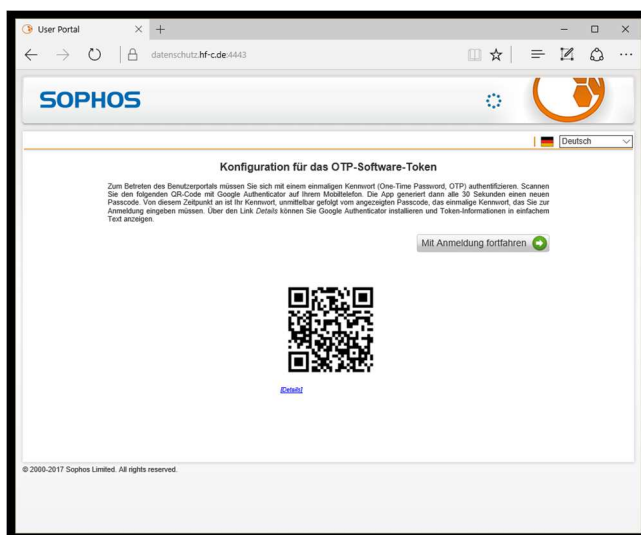 User Portal
datenschutz.hf-c.de:4443
SOPHOS
Deutsch
Konfiguration für das OTP-Software-Token
Zum Betreten des Benutzerportals müssen Sie sich mit einem einmaligen Kennwort (One-Time Password, OTP) authentifizieren. Scannen
Sie den folgenden QR-Code mit Google Authenticator auf Ihrem Mobiltelefon. Die App generiert dann alle 30 Sekunden einen neuen
Passcode. Von diesem Zeitpunkt an ist Ihr Kennwort, unmittelbar gefolgt vom angezeigten Passcode, das einmalige Kennwort, das Sie zur
Anmeldung eingeben müssen. Über den Link Details können Sie Google Authenticator installieren und Token-Informationen in einfachem
Text anzeigen.
Mit Anmeldung fortfahren
[Details]
© 2000-2017 Sophos Limited. All rights reserved.